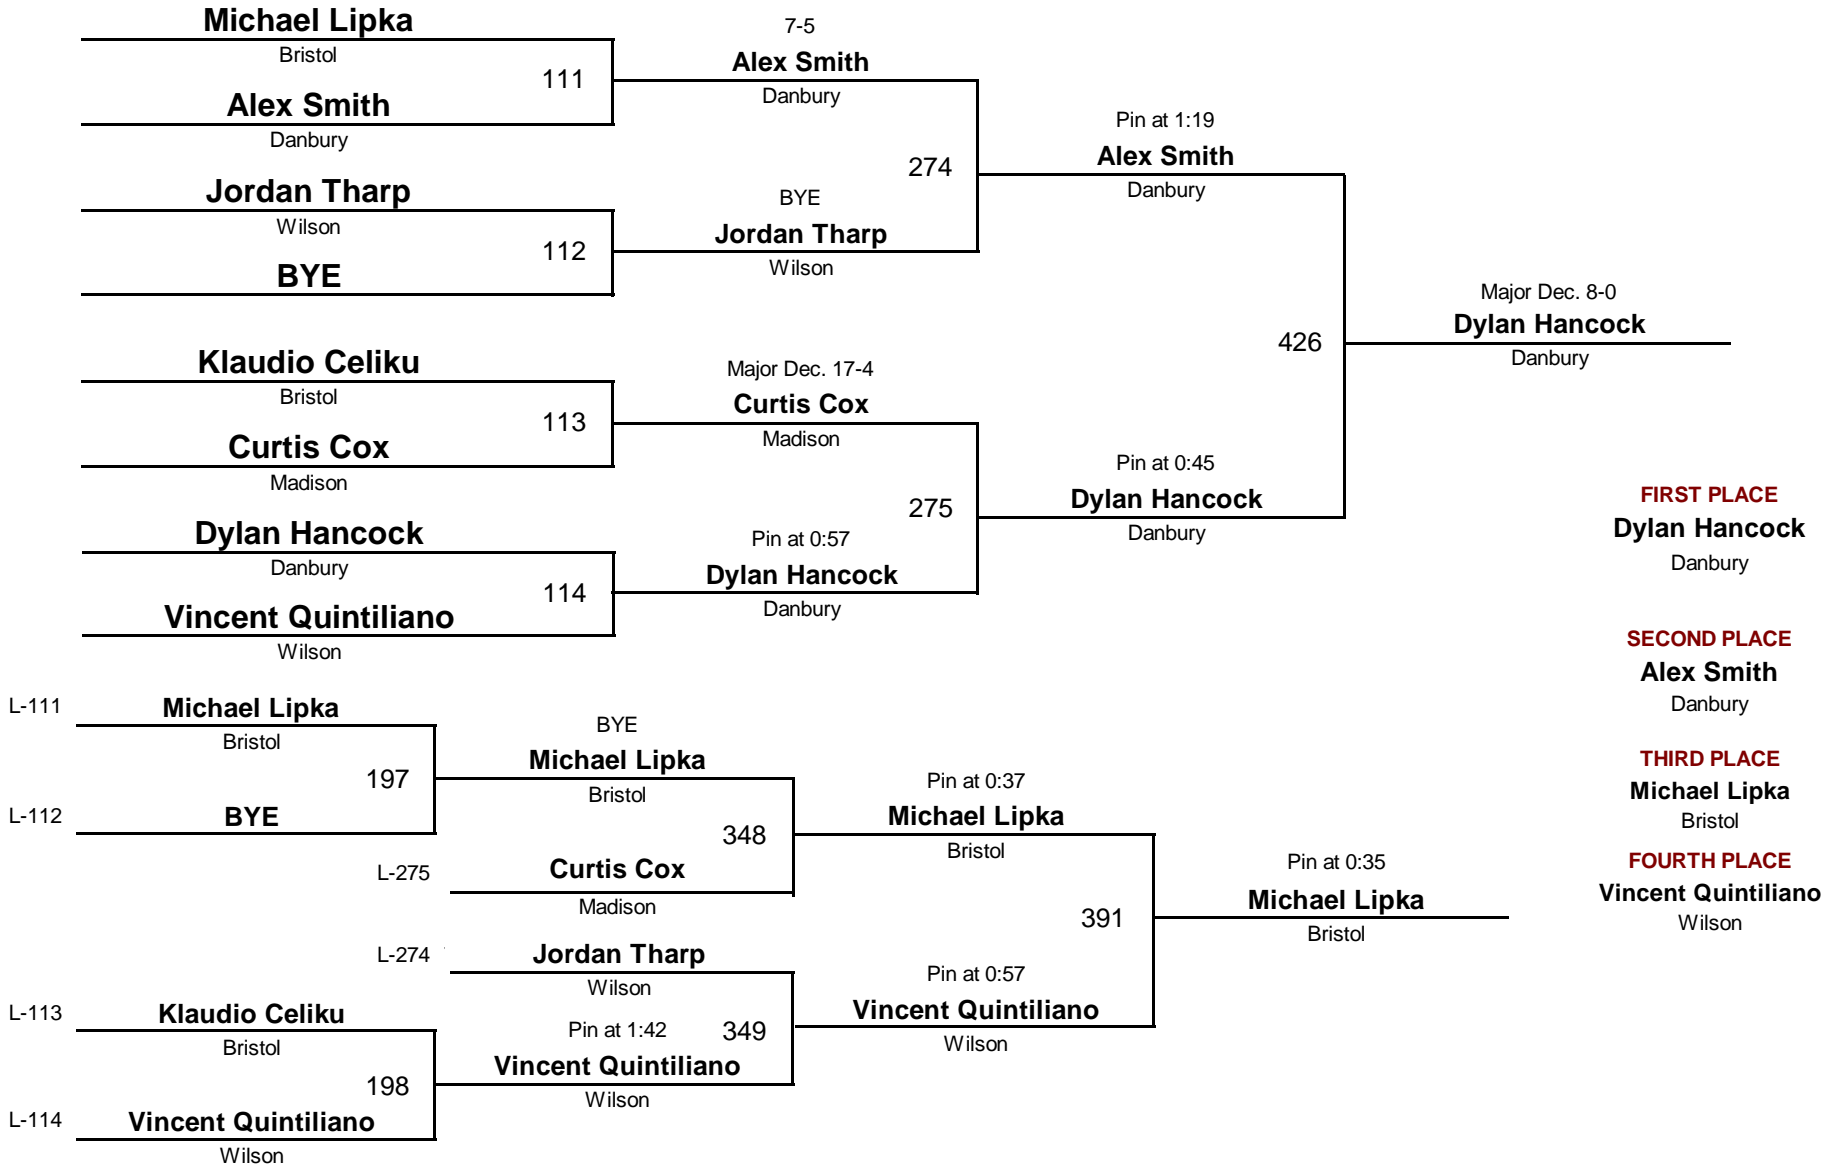 Michael Lipka
Bristol
111
Alex Smith
Danbury
Jordan Tharp
Wilson
112
BYE
Klaudio Celiku
Bristol
113
Curtis Cox
Madison
Dylan Hancock
Danbury
114
Vincent Quintiliano
Wilson
7-5
Alex Smith
Danbury
274
BYE
Jordan Tharp
Wilson
Major Dec. 17-4
Curtis Cox
Madison
275
Pin at 0:57
Dylan Hancock
Danbury
Pin at 1:19
Alex Smith
Danbury
426
Pin at 0:45
Dylan Hancock
Danbury
Major Dec. 8-0
Dylan Hancock
Danbury
FIRST PLACE
Dylan Hancock
Danbury
SECOND PLACE
Alex Smith
Danbury
THIRD PLACE
Michael Lipka
Bristol
FOURTH PLACE
Vincent Quintiliano
Wilson
L-111
Michael Lipka
Bristol
197
L-112
BYE
L-113
Klaudio Celiku
Bristol
198
L-114
Vincent Quintiliano
Wilson
BYE
Michael Lipka
Bristol
348
L-275
Curtis Cox
Madison
L-274
Jordan Tharp
Wilson
349
Pin at 1:42
Vincent Quintiliano
Wilson
Pin at 0:37
Michael Lipka
Bristol
391
Pin at 0:57
Vincent Quintiliano
Wilson
Pin at 0:35
Michael Lipka
Bristol